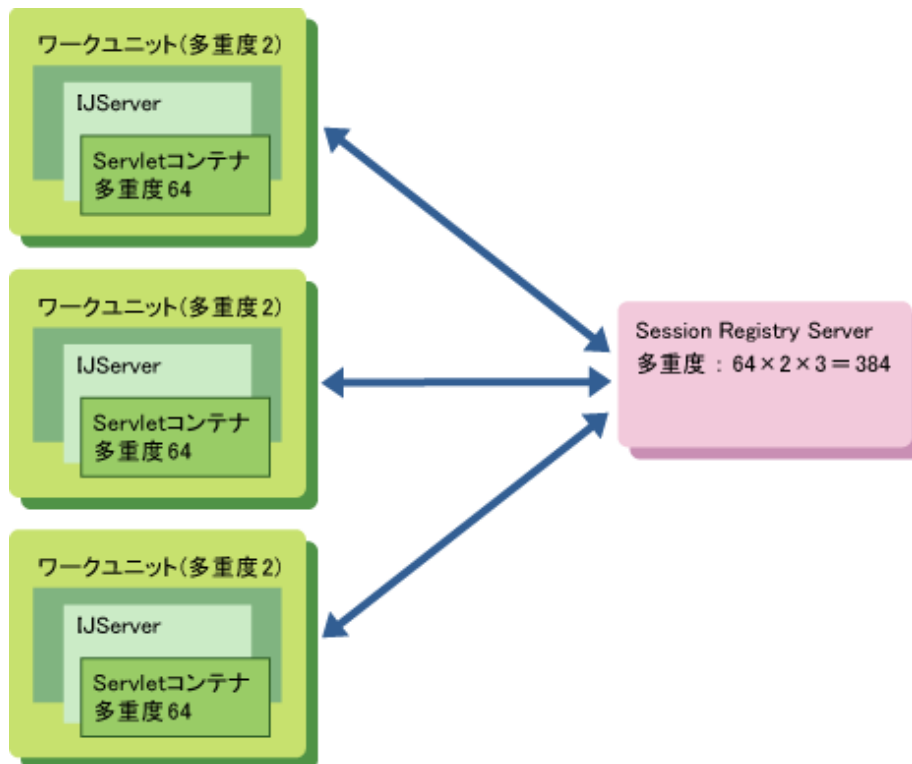 ワークユニット(多重度2)
IJServer
Servletコンテナ
多重度64
ワークユニット(多重度2)
IJServer
Servletコンテナ
多重度64
ワークユニット(多重度2)
IJServer
Servletコンテナ
多重度64
Session Registry Server
多重度 : 64×2×3=384